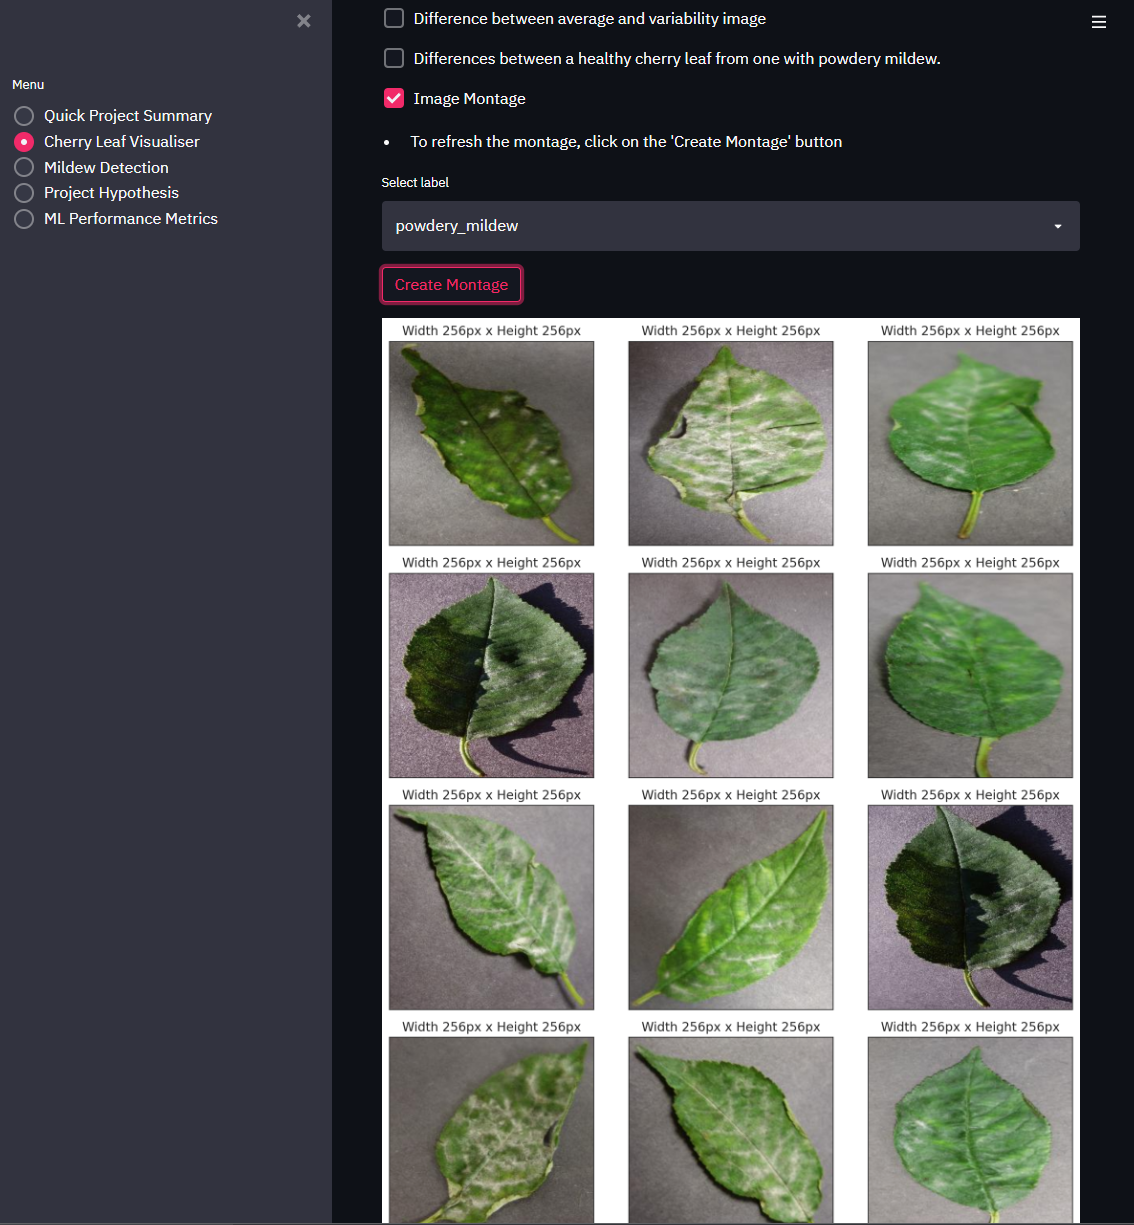 Menu
Quick Project Summary
Cherry Leaf Visualiser
Mildew Detection
Project Hypothesis
ML Performance Metrics
Difference between average and variability image
Differences between a healthy cherry leaf from one with powdery mildew.
Image Montage
To refresh the montage, click on the 'Create Montage' button
Select label
powdery_mildew
Create Montage
Width 256px x Height 256px
Width 256px x Height 256px
Width 256px x Height 256px
Width 256px x Height 256px
Width 256px x Height 256px
Width 256px x Height 256px
Width 256px x Height 256px
Width 256px x Height 256px
Width 256px x Height 256px
Width 256px x Height 256px
Width 256px x Height 256px
Width 256px x Height 256px